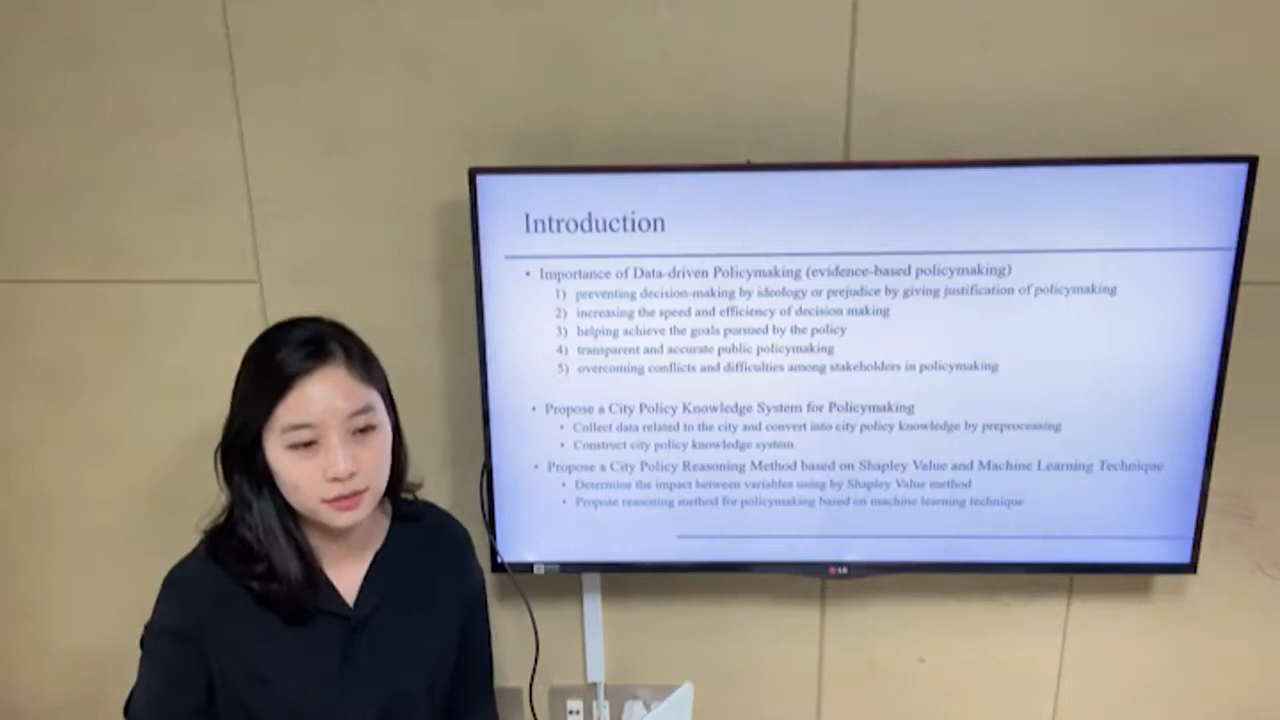 Introduction
• Importance of Data-driven Policymaking (evidence-based policymaking)
1) preventing decision-making by ideology or prejudice by giving justification of policymaking
2) increasing the speed and efficiency of decision making
3) helping achieve the goals pursued by the policy
4) transparent and accurate public policymaking
5) overcoming conflicts and difficulties among stakeholders in policymaking
• Propose a City Policy Knowledge System for Policymaking
• Collect data related to the city and convert into city policy knowledge by preprocessing
• Construct city policy knowledge system
• Propose a City Policy Reasoning Method based on Shapley Value and Machine Learning Technique
• Determine the impact between variables using by Shapley Value method
• Propose reasoning method for policymaking based on machine learning technique
LG